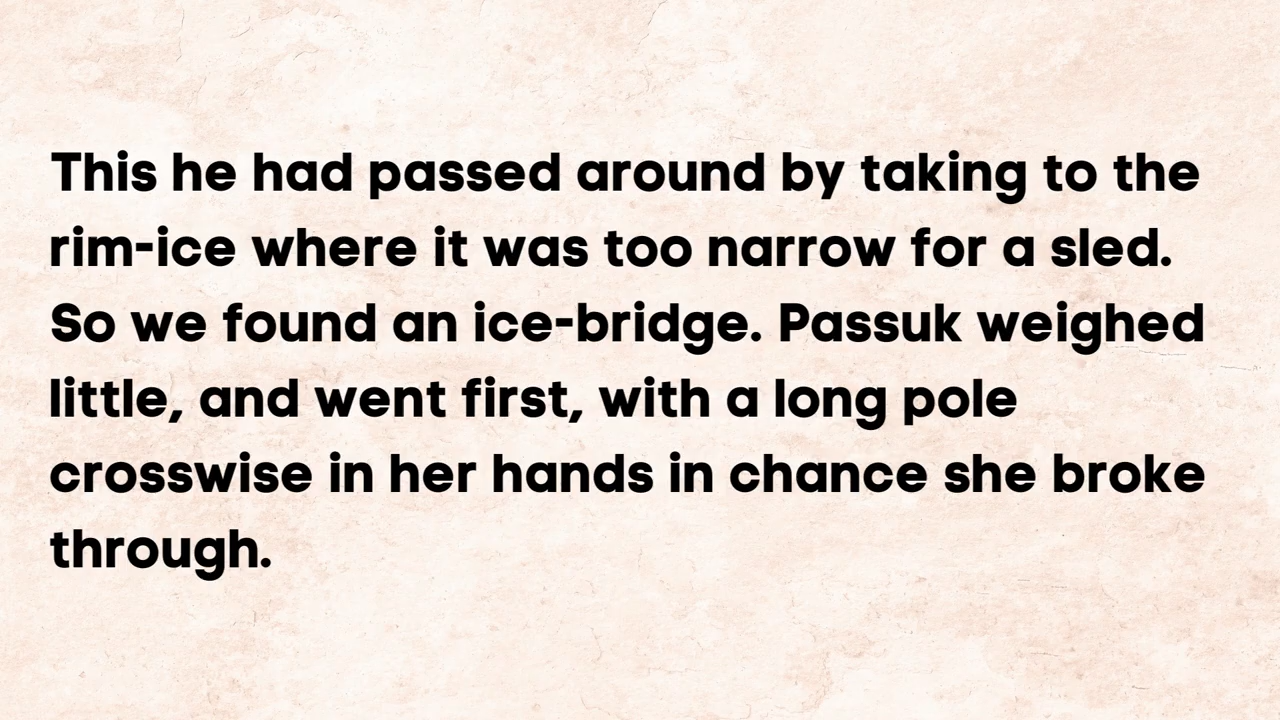 This he had passed around by taking to the
rim-ice where it was too narrow for a sled.
So we found an ice-bridge. Passuk weighed
little, and went first, with a long pole
crosswise in her hands in chance she broke
through.